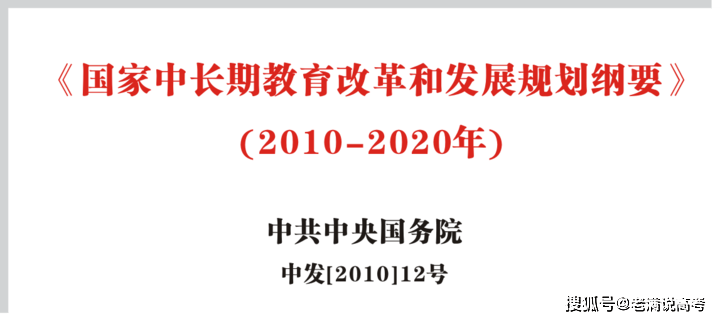 《国家中长期教育改革和发展规划纲要》
(2010-2020年)
中共中央国务院
中发[2010]12号
搜狐号@老满说高考